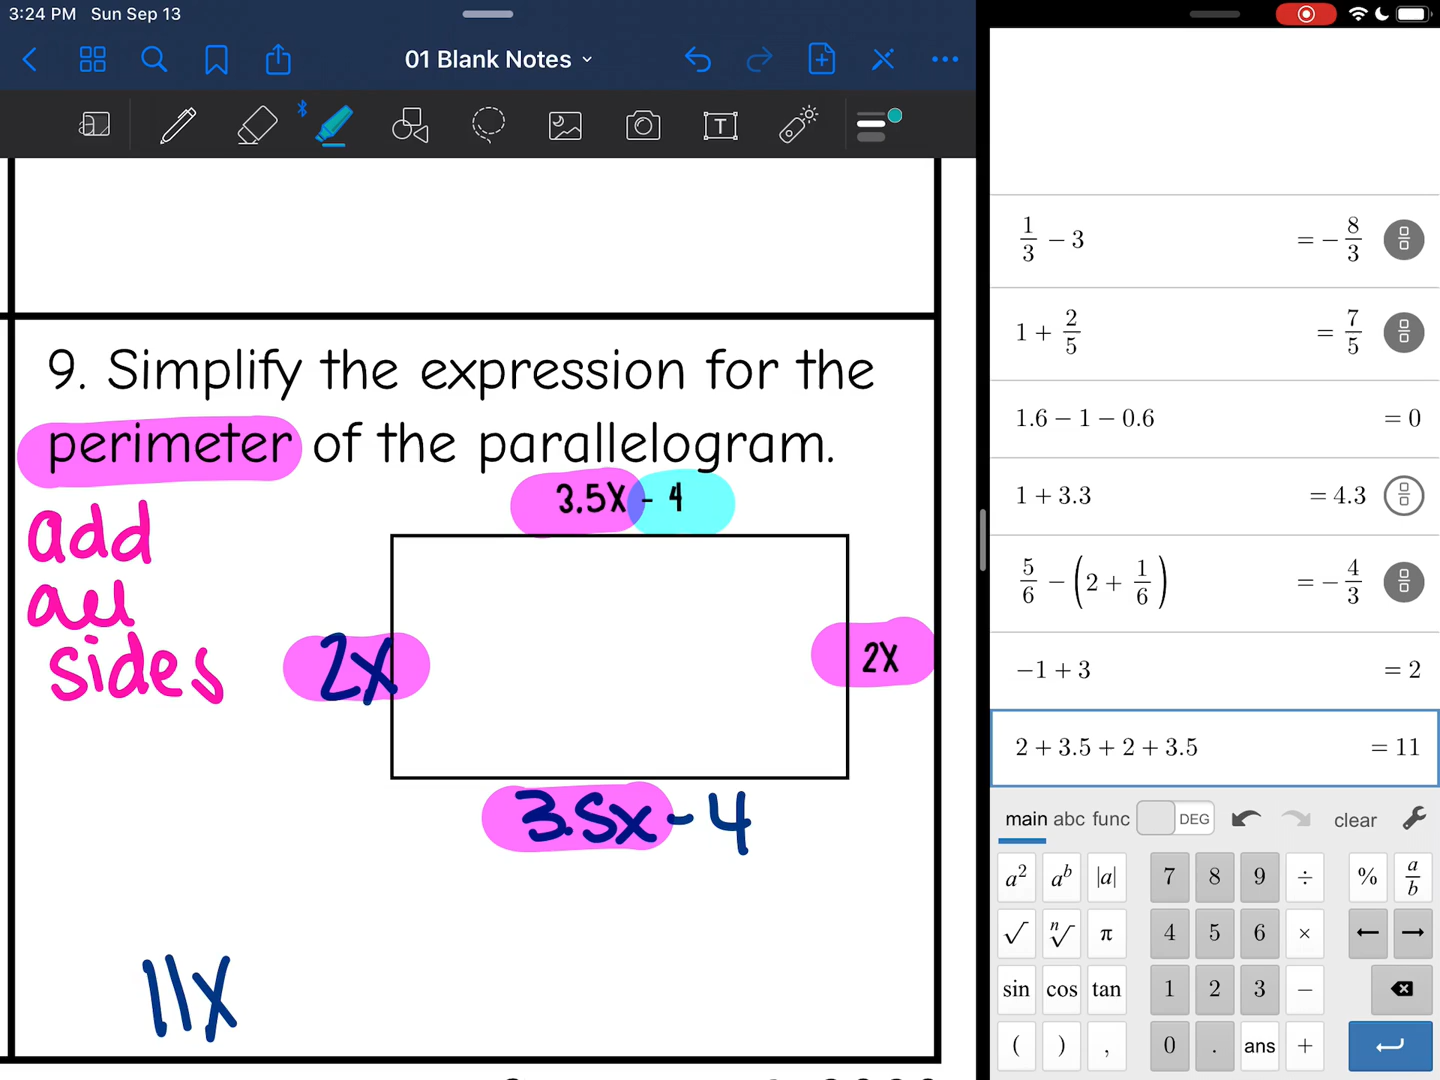 3:24 PM Sun Sep 13
01 Blank Notes
T
9. Simplify the expression for the
perimeter of the parallelogram.
3.5X - 4
add
all
sides
2X
2X
3.5x - 4
11X
1/3 − 3 = −8/3
1 + 2/5 = 7/5
1.6 − 1 − 0.6 = 0
1 + 3.3 = 4.3
5/6 − (2 + 1/6) = −4/3
−1 + 3 = 2
2 + 3.5 + 2 + 3.5 = 11
main abc func DEG clear
a² aᵇ |a| 7 8 9 ÷ % a/b
√ ⁿ√ π 4 5 6 × ← →
sin cos tan 1 2 3 −
( ) , 0 . ans +